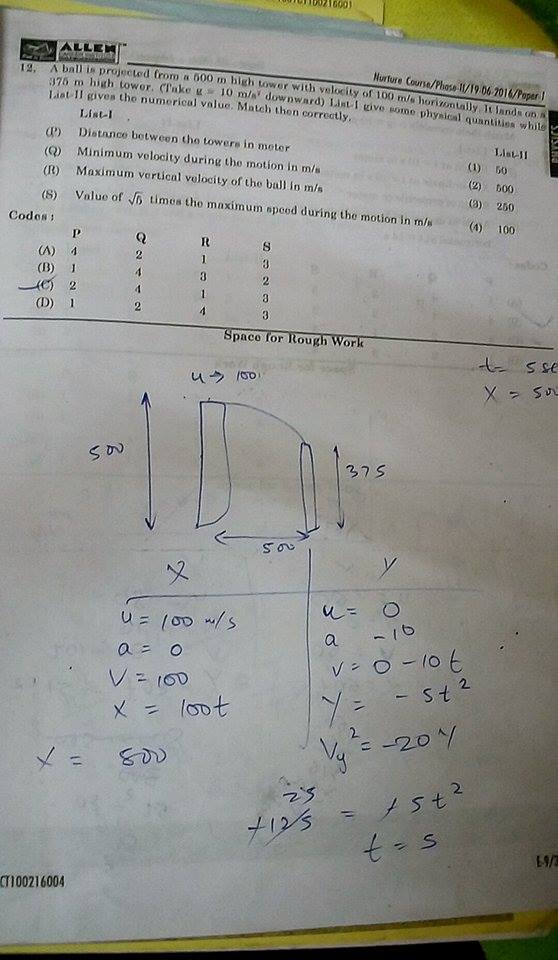 CT100216001
ALLEN
Nurture Course/Phase-II/19-06-2016/Paper-1
PHYSICS
12. A ball is projected from a 500 m high tower with velocity of 100 m/s horizontally. It lands on a
375 m high tower. (Take g = 10 m/s² downward) List-I give some physical quantities while
List-II gives the numerical value. Match then correctly.
List-I List-II
(P) Distance between the towers in meter (1) 50
(Q) Minimum velocity during the motion in m/s (2) 500
(R) Maximum vertical velocity of the ball in m/s (3) 250
(S) Value of √5 times the maximum speed during the motion in m/s (4) 100
Codes :
P Q R S
(A) 4 2 1 3
(B) 1 4 3 2
(C) 2 4 1 3
(D) 1 2 4 3
Space for Rough Work
t = 5 se
X = 500
u → 100
500
375
500
X Y
u = 100 m/s u = 0
a = 0 a -10
V = 100 V = 0 - 10t
X = 100t Y = - 5t²
X = 500 Vy² = -20Y
25
+125 = +5t²
t = 5
E-9/3
CT100216004